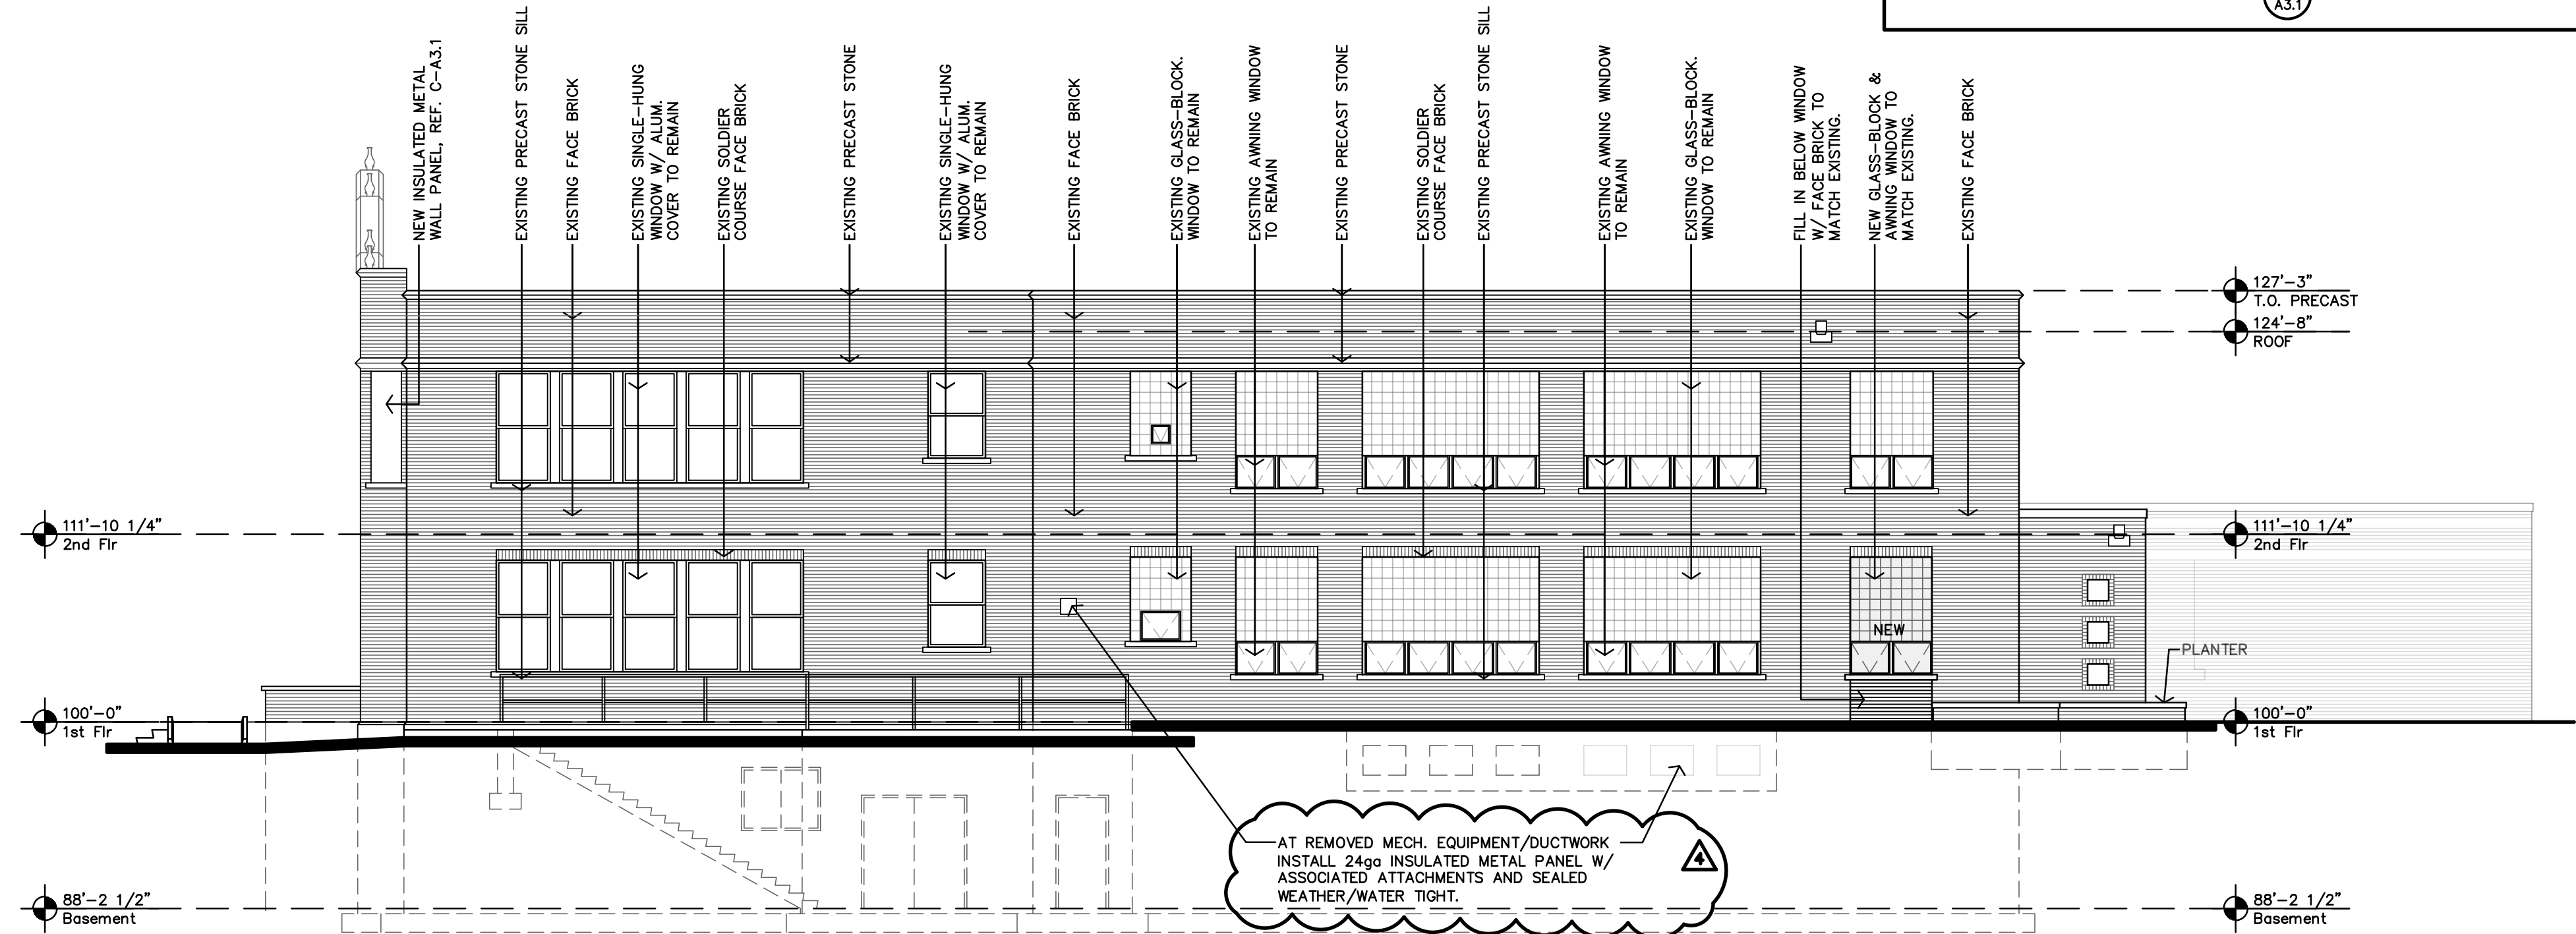 A3.1
NEW INSULATED METAL
WALL PANEL, REF. C-A3.1
EXISTING PRECAST STONE SILL
EXISTING FACE BRICK
EXISTING SINGLE-HUNG
WINDOW W/ ALUM.
COVER TO REMAIN
EXISTING SOLDIER
COURSE FACE BRICK
EXISTING PRECAST STONE
EXISTING SINGLE-HUNG
WINDOW W/ ALUM.
COVER TO REMAIN
EXISTING FACE BRICK
EXISTING GLASS-BLOCK.
WINDOW TO REMAIN
EXISTING AWNING WINDOW
TO REMAIN
EXISTING PRECAST STONE
EXISTING SOLDIER
COURSE FACE BRICK
EXISTING PRECAST STONE SILL
EXISTING AWNING WINDOW
TO REMAIN
EXISTING GLASS-BLOCK.
WINDOW TO REMAIN
FILL IN BELOW WINDOW
W/ FACE BRICK TO
MATCH EXISTING.
NEW GLASS-BLOCK &
AWNING WINDOW TO
MATCH EXISTING.
EXISTING FACE BRICK
127'-3"
T.O. PRECAST
124'-8"
ROOF
111'-10 1/4"
2nd Flr
111'-10 1/4"
2nd Flr
NEW
PLANTER
100'-0"
1st Flr
100'-0"
1st Flr
AT REMOVED MECH. EQUIPMENT/DUCTWORK
INSTALL 24ga INSULATED METAL PANEL W/
ASSOCIATED ATTACHMENTS AND SEALED
WEATHER/WATER TIGHT.
4
88'-2 1/2"
Basement
88'-2 1/2"
Basement